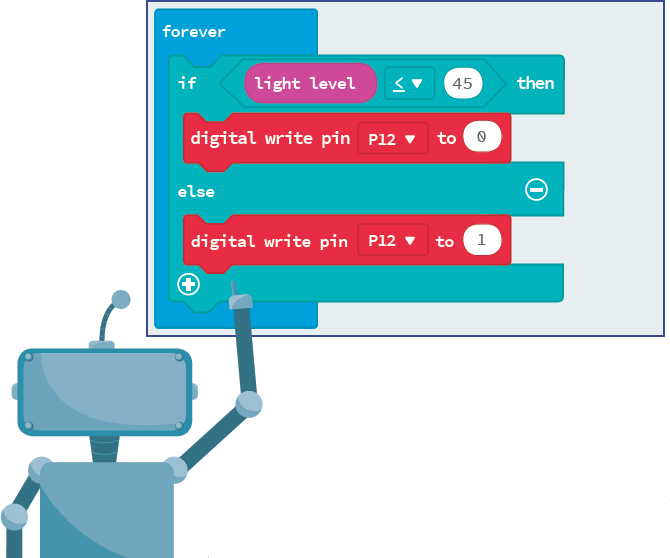 forever
if light level ≤ ▼ 45 then
digital write pin P12 ▼ to 0
else
digital write pin P12 ▼ to 1